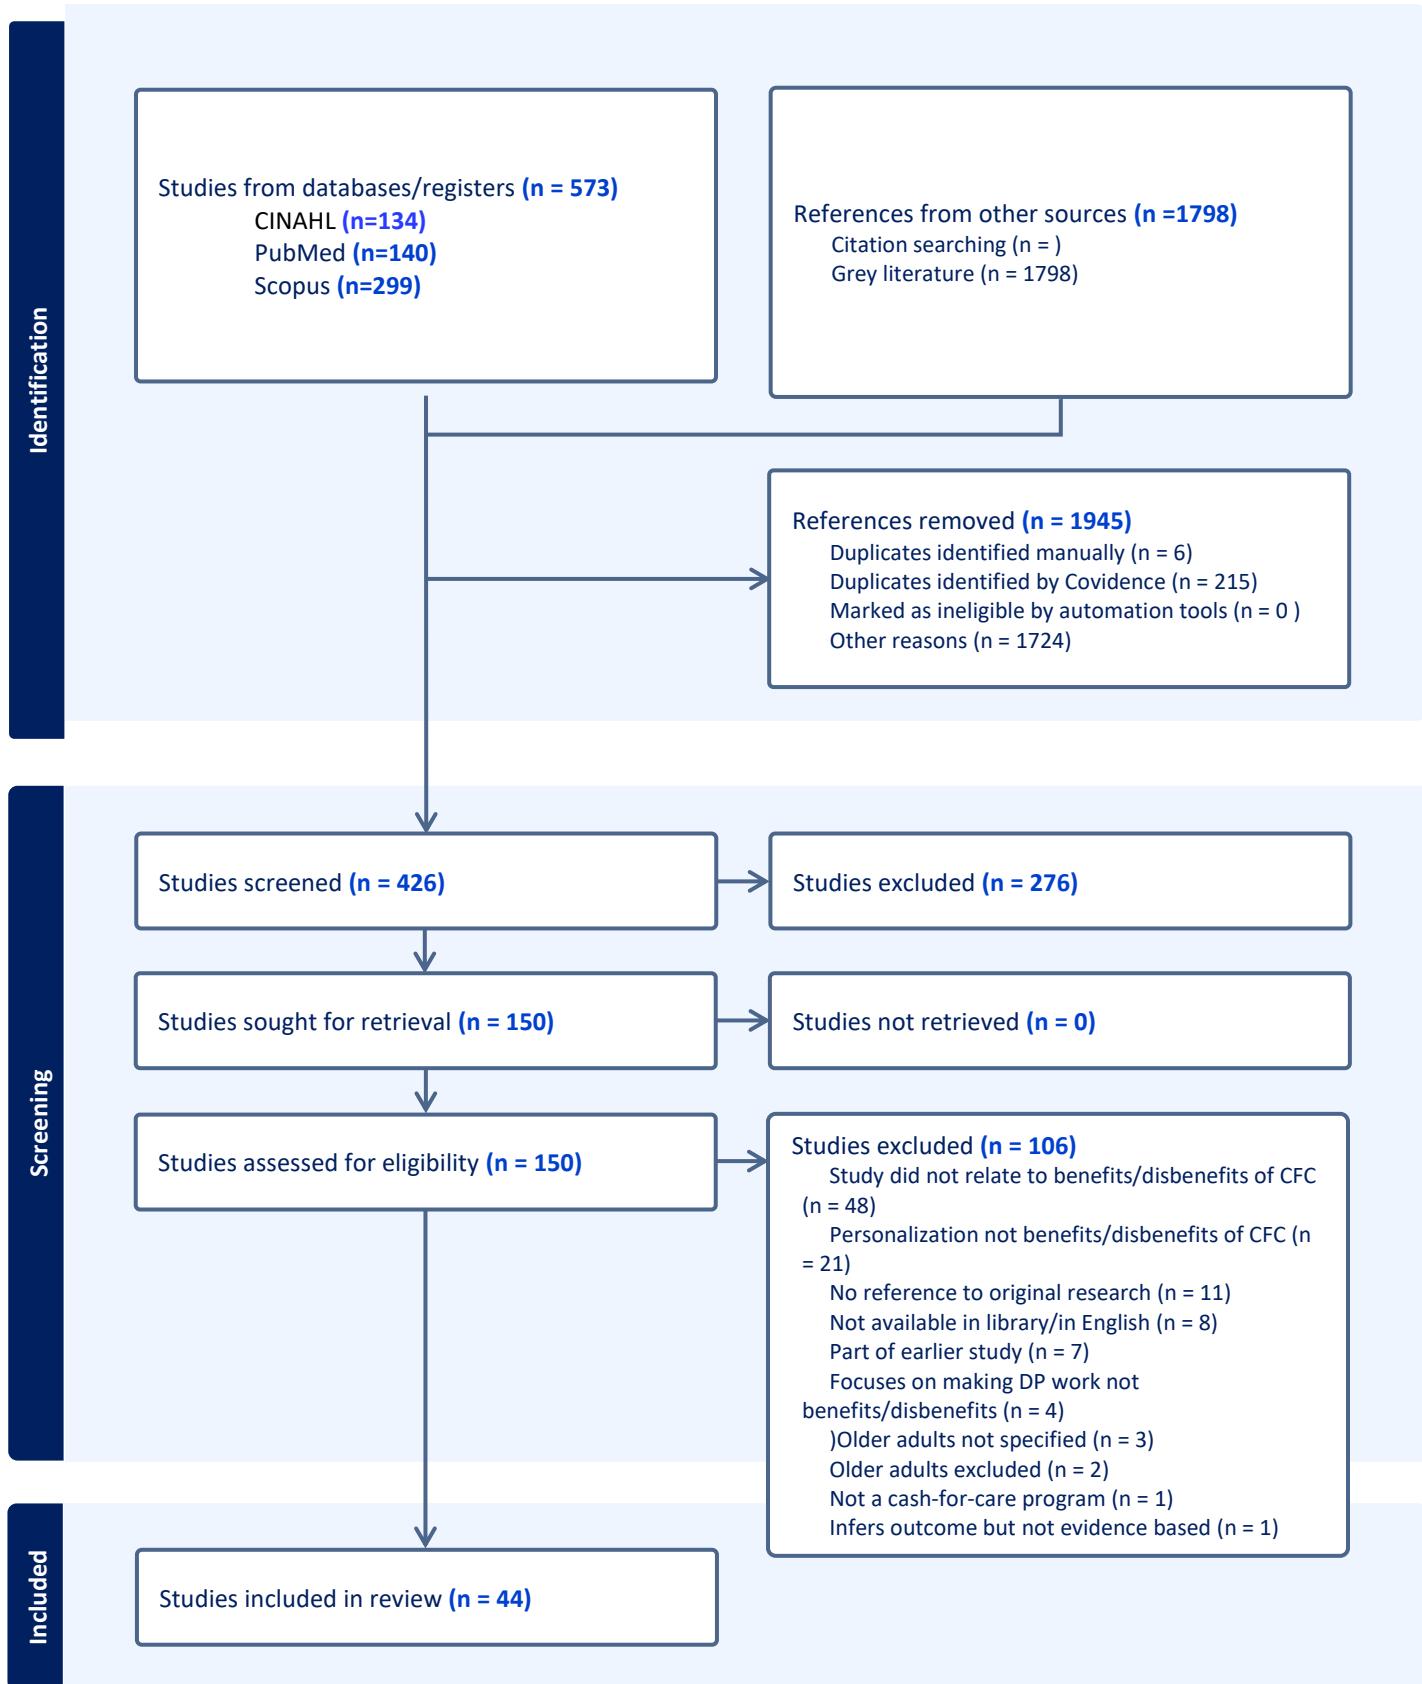 Identification
Studies from databases/registers (n = 573)
CINAHL (n=134)
PubMed (n=140)
Scopus (n=299)
References from other sources (n =1798)
Citation searching (n = )
Grey literature (n = 1798)
References removed (n = 1945)
Duplicates identified manually (n = 6)
Duplicates identified by Covidence (n = 215)
Marked as ineligible by automation tools (n = 0 )
Other reasons (n = 1724)
Screening
Studies screened (n = 426)
Studies excluded (n = 276)
Studies sought for retrieval (n = 150)
Studies not retrieved (n = 0)
Studies assessed for eligibility (n = 150)
Studies excluded (n = 106)
Study did not relate to benefits/disbenefits of CFC
(n = 48)
Personalization not benefits/disbenefits of CFC (n
= 21)
No reference to original research (n = 11)
Not available in library/in English (n = 8)
Part of earlier study (n = 7)
Focuses on making DP work not
benefits/disbenefits (n = 4)
)Older adults not specified (n = 3)
Older adults excluded (n = 2)
Not a cash-for-care program (n = 1)
Infers outcome but not evidence based (n = 1)
Included
Studies included in review (n = 44)